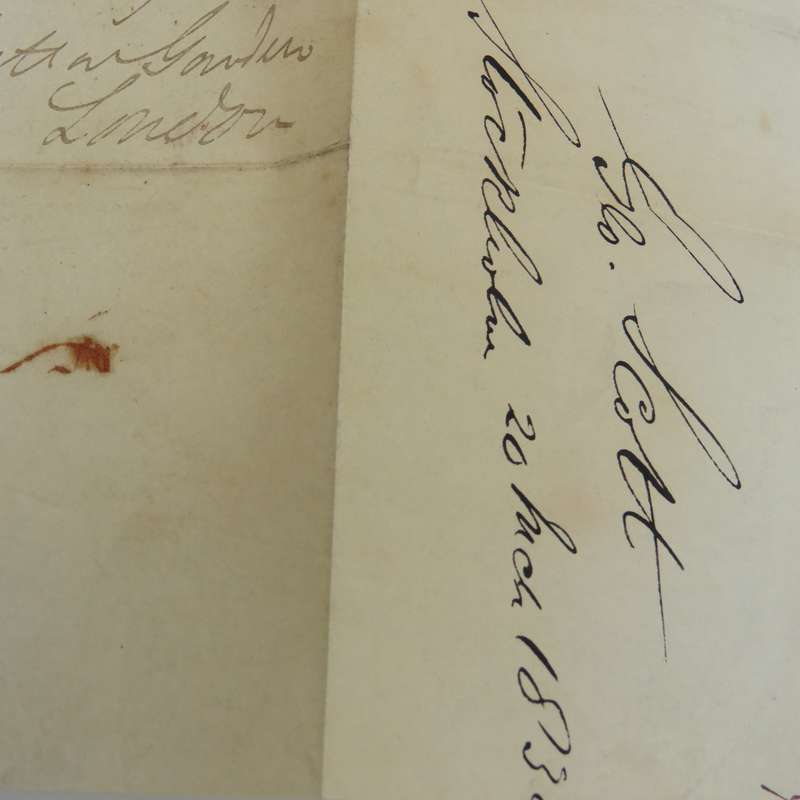 Garden
London
Geo. Scott
Stockholm 20 Mch 183